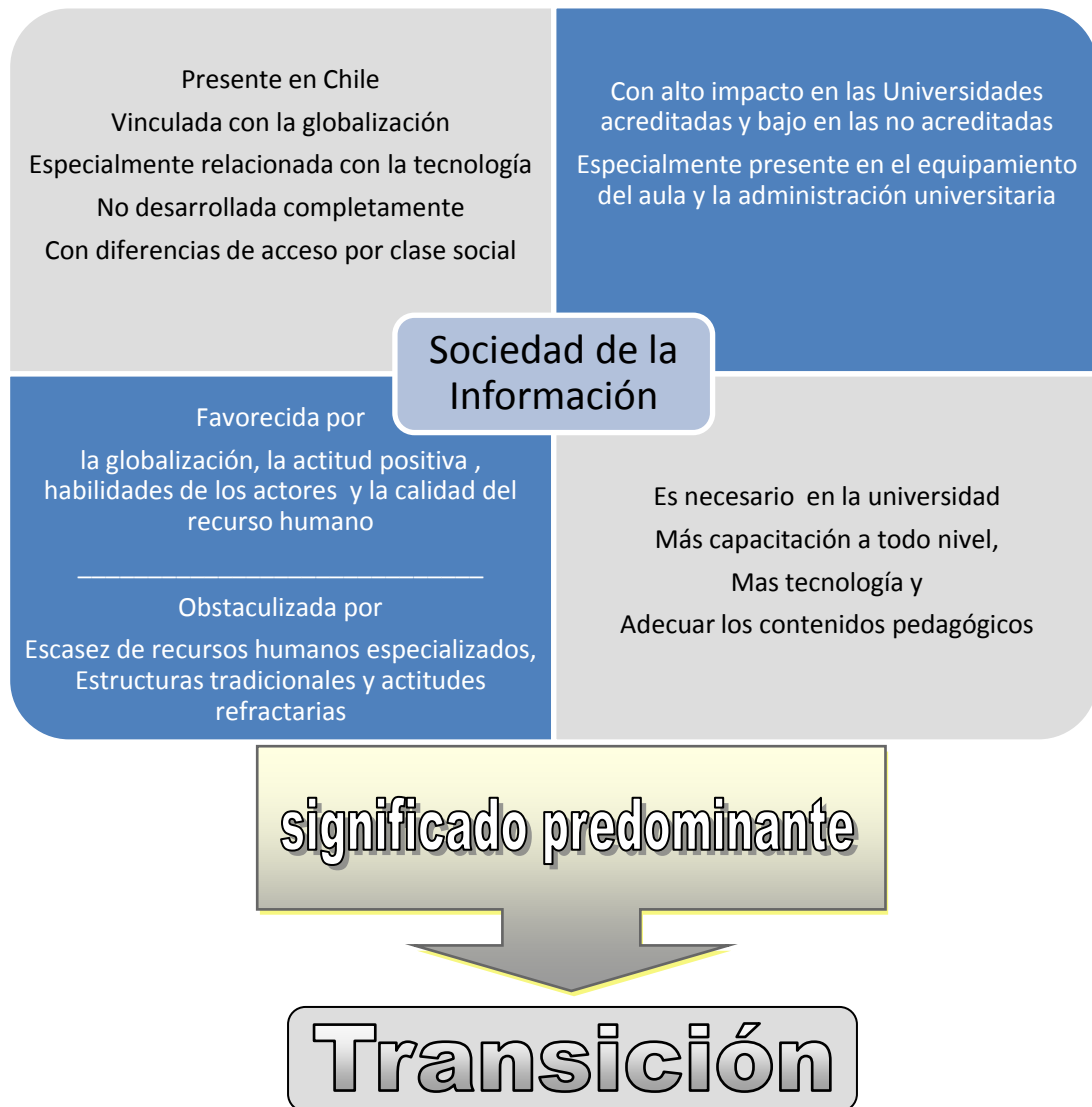 Presente en Chile
Vinculada con la globalización
Especialmente relacionada con la tecnología
No desarrollada completamente
Con diferencias de acceso por clase social
Con alto impacto en las Universidades
acreditadas y bajo en las no acreditadas
Especialmente presente en el equipamiento
del aula y la administración universitaria
Sociedad de la
Información
Favorecida por
la globalización, la actitud positiva ,
habilidades de los actores y la calidad del
recurso humano
_____________________________
Obstaculizada por
Escasez de recursos humanos especializados,
Estructuras tradicionales y actitudes
refractarias
Es necesario en la universidad
Más capacitación a todo nivel,
Mas tecnología y
Adecuar los contenidos pedagógicos
significado predominante
Transición